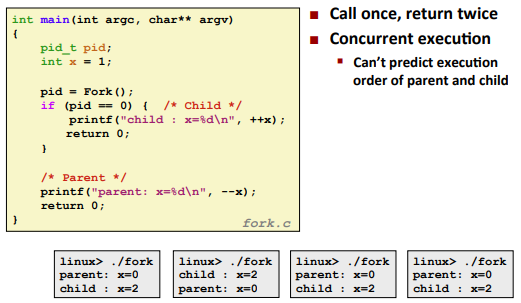 int main(int argc, char** argv)
{
    pid_t pid;
    int x = 1;

    pid = Fork();
    if (pid == 0) {  /* Child */
        printf("child : x=%d\n", ++x);
        return 0;
    }

    /* Parent */
    printf("parent: x=%d\n", --x);
    return 0;
}
fork.c
■ Call once, return twice
■ Concurrent execution
▪ Can't predict execution
order of parent and child
linux> ./fork
parent: x=0
child : x=2
linux> ./fork
child : x=2
parent: x=0
linux> ./fork
parent: x=0
child : x=2
linux> ./fork
parent: x=0
child : x=2